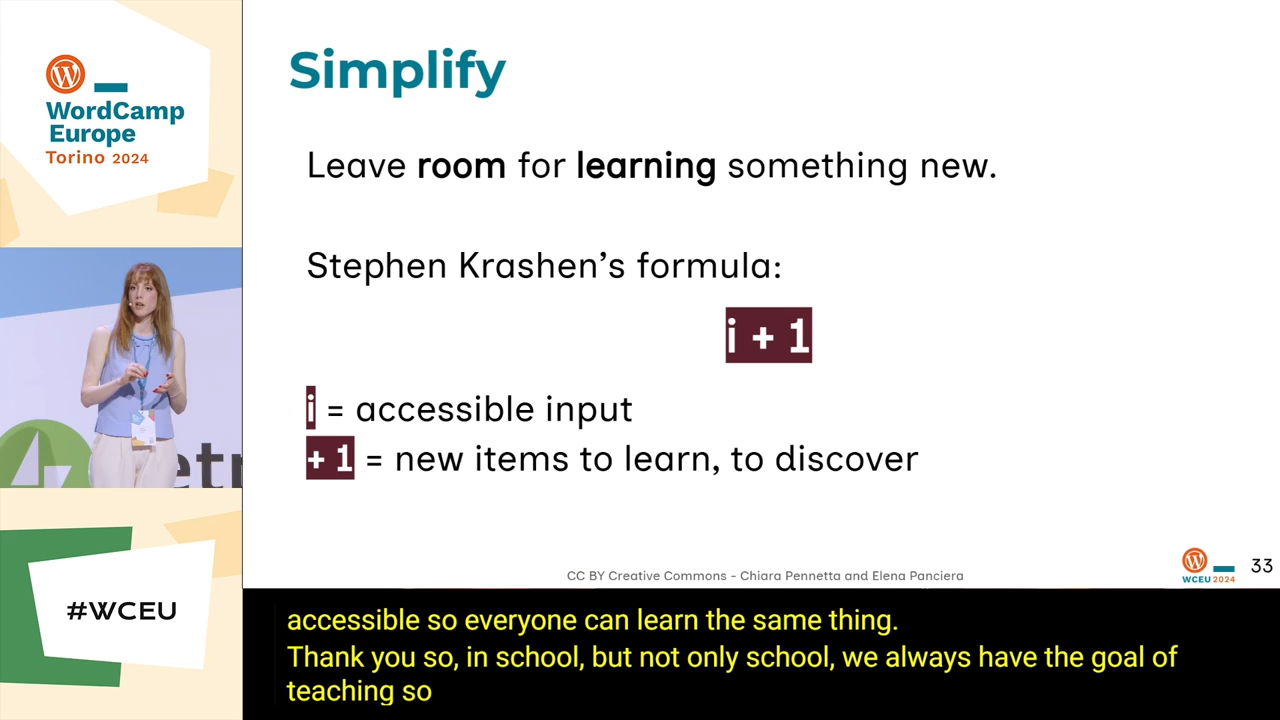 WordCamp
Europe
Torino 2024
Simplify
Leave room for learning something new.
Stephen Krashen’s formula:
i + 1
i = accessible input
+ 1 = new items to learn, to discover
etr
#WCEU
CC BY Creative Commons - Chiara Pennetta and Elena Panciera
WCEU 2024
33
accessible so everyone can learn the same thing.
Thank you so, in school, but not only school, we always have the goal of
teaching so